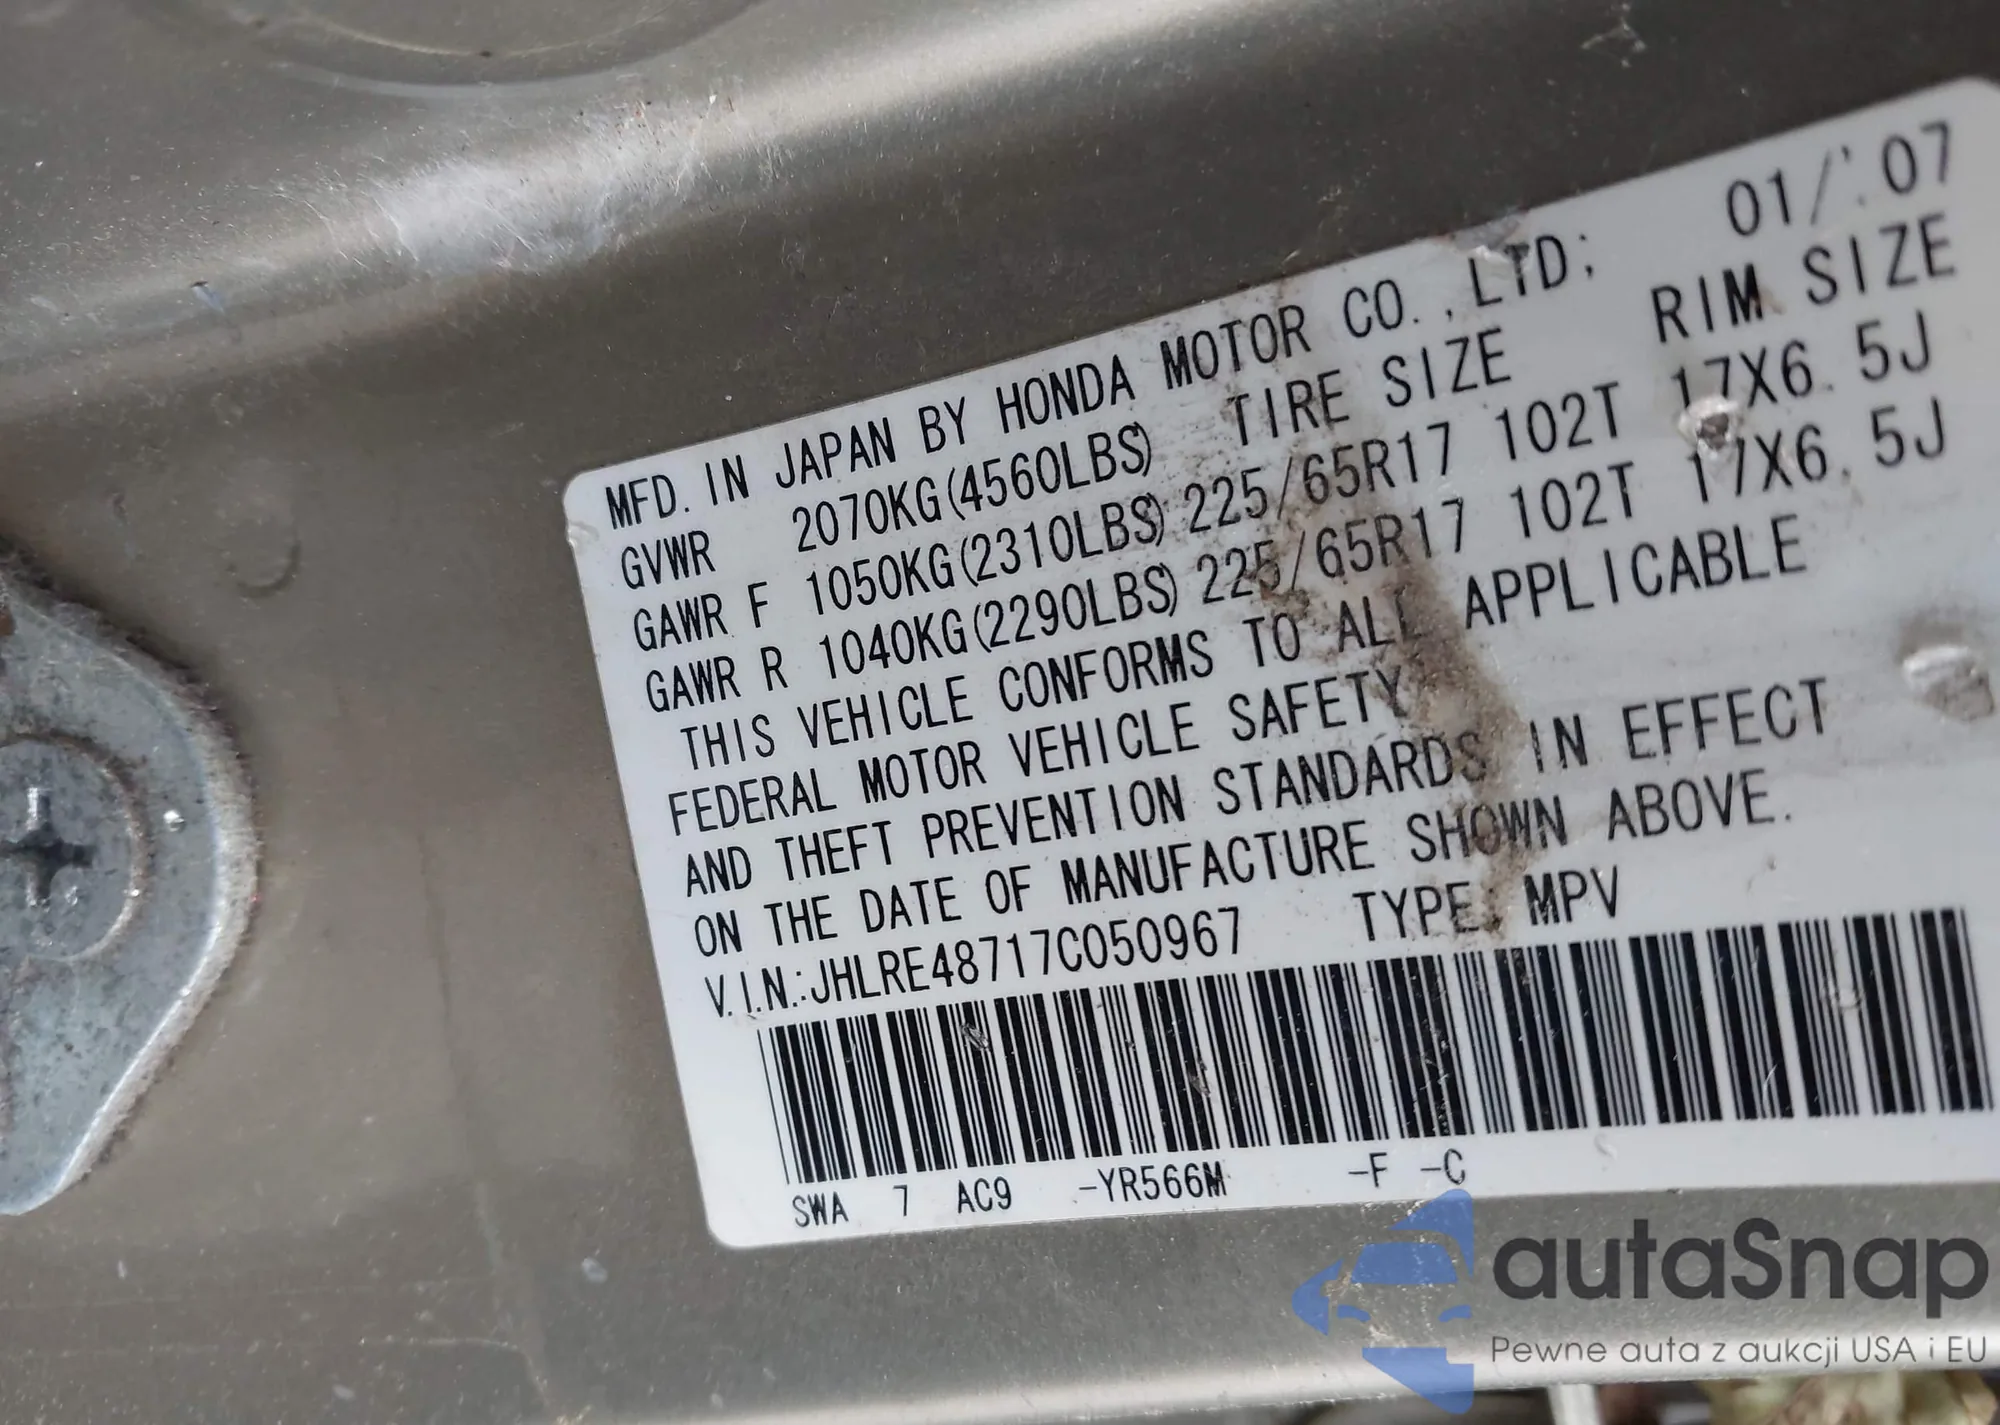 MFD. IN JAPAN BY HONDA MOTOR CO.,LTD; 01/'07
GVWR 2070KG(4560LBS) TIRE SIZE RIM SIZE
GAWR F 1050KG(2310LBS) 225/65R17 102T 17X6.5J
GAWR R 1040KG(2290LBS) 225/65R17 102T 17X6.5J
THIS VEHICLE CONFORMS TO ALL APPLICABLE
FEDERAL MOTOR VEHICLE SAFETY
AND THEFT PREVENTION STANDARDS IN EFFECT
ON THE DATE OF MANUFACTURE SHOWN ABOVE.
V.I.N.:JHLRE48717C050967 TYPE: MPV
SWA 7 AC9 -YR566M -F -C
autaSnap
Pewne auta z aukcji USA i EU